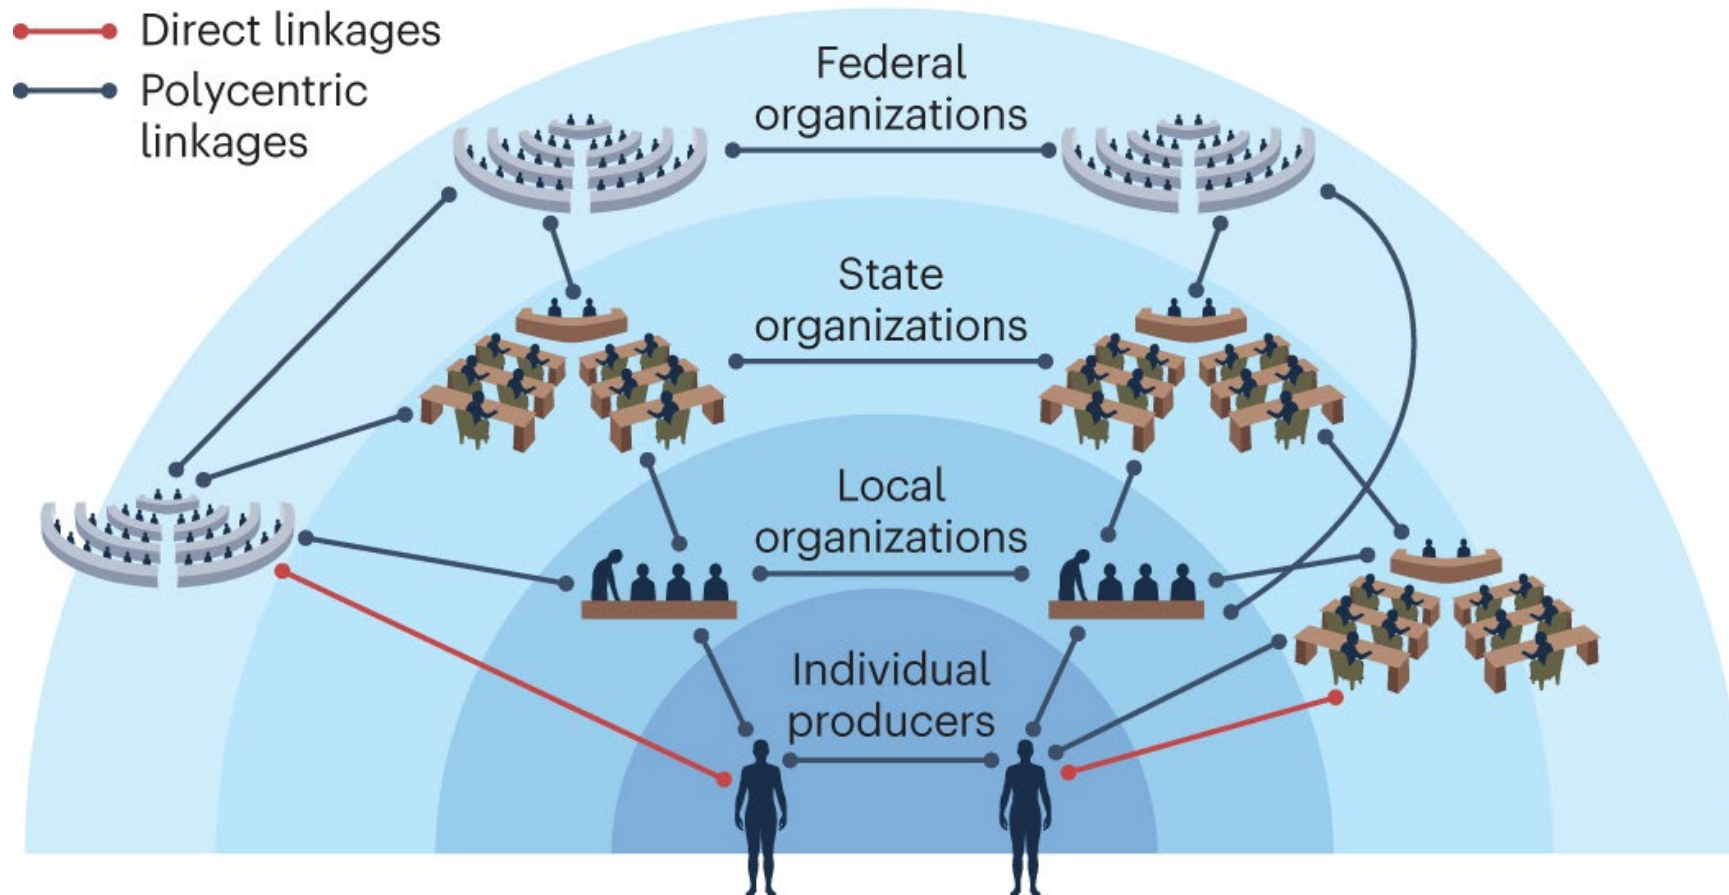 Direct linkages
Polycentric
linkages
Federal
organizations
State
organizations
Local
organizations
Individual
producers